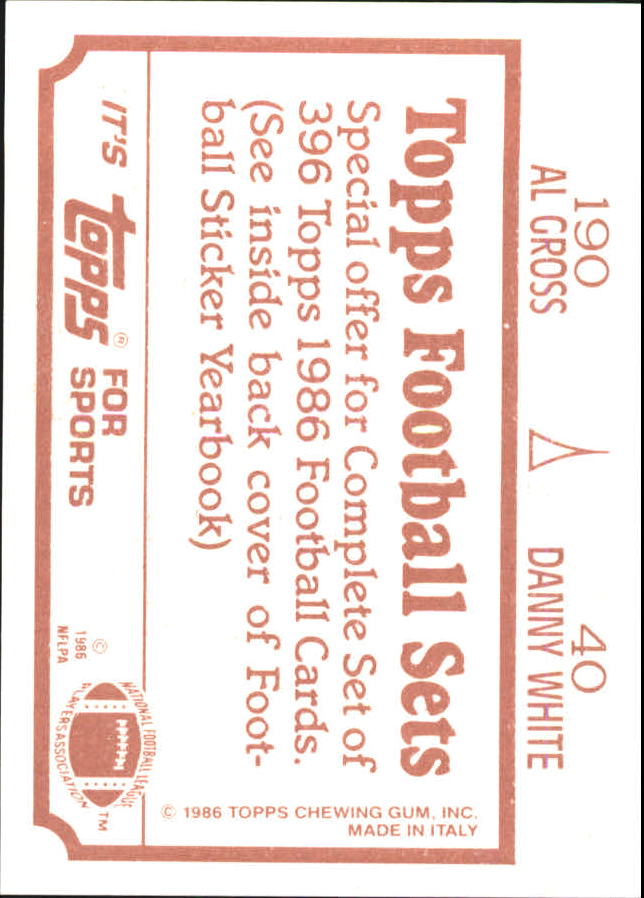 190 40
AL GROSS DANNY WHITE
Topps Football Sets
Special offer for Complete Set of
396 Topps 1986 Football Cards.
(See inside back cover of Foot-
ball Sticker Yearbook)
© 1986 TOPPS CHEWING GUM, INC.
MADE IN ITALY
IT'S Topps® FOR
SPORTS
©
1986
NFLPA
NATIONAL FOOTBALL LEAGUE
PLAYERS ASSOCIATION
™